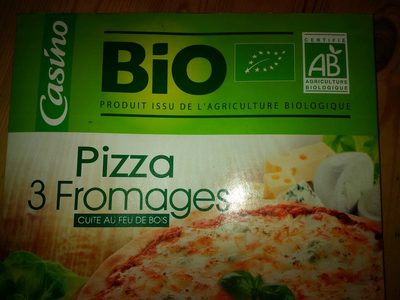 Casino
BiO
PRODUIT ISSU DE L'AGRICULTURE BIOLOGIQUE
CERTIFIÉ
AB
AGRICULTURE
BIOLOGIQUE
Pizza
3 Fromages
CUITE AU FEU DE BOIS